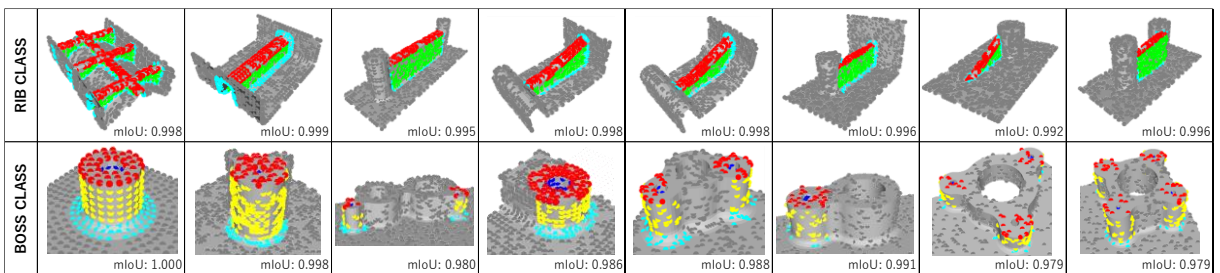 RIB CLASS
mIoU: 0.998
mIoU: 0.999
mIoU: 0.995
mIoU: 0.998
mIoU: 0.998
mIoU: 0.996
mIoU: 0.992
mIoU: 0.996
BOSS CLASS
mIoU: 1.000
mIoU: 0.998
mIoU: 0.980
mIoU: 0.986
mIoU: 0.988
mIoU: 0.991
mIoU: 0.979
mIoU: 0.979